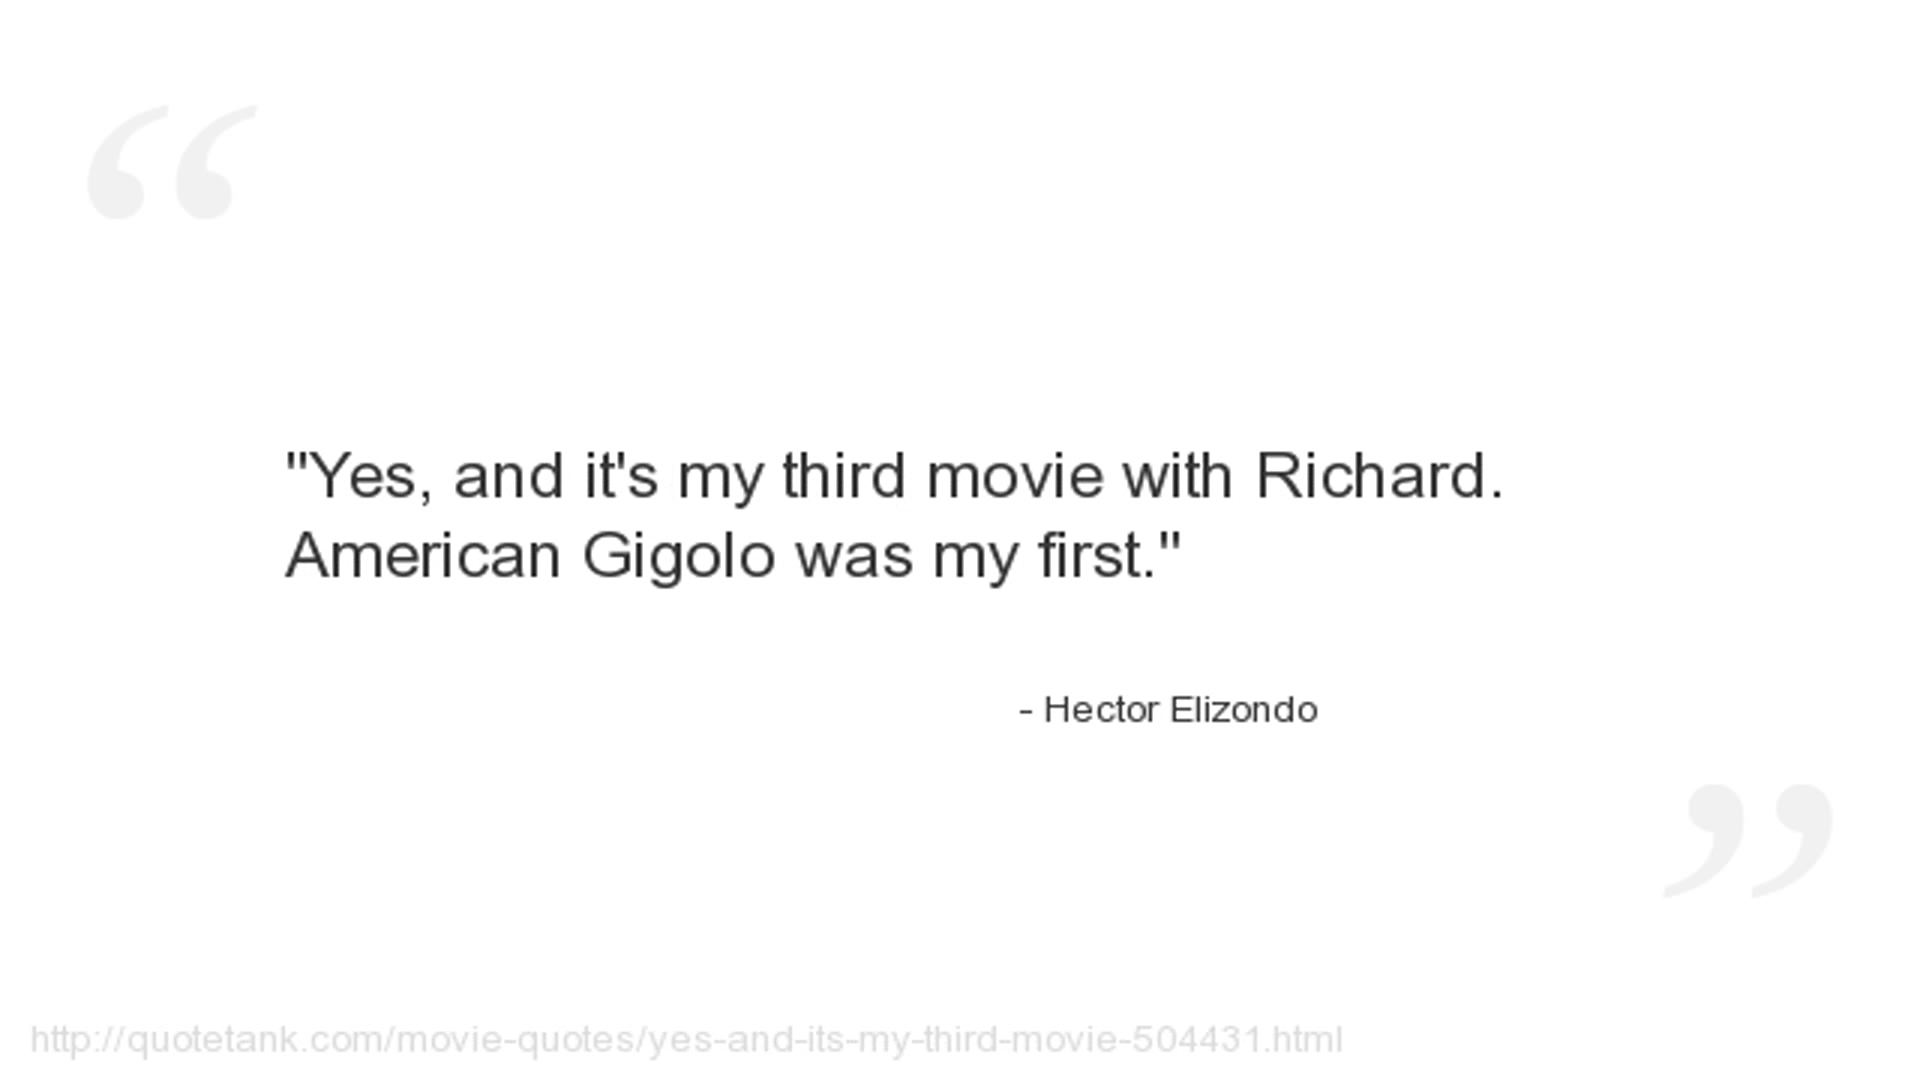 "Yes, and it's my third movie with Richard.
American Gigolo was my first."
- Hector Elizondo
http://quotetank.com/movie-quotes/yes-and-its-my-third-movie-504431.html